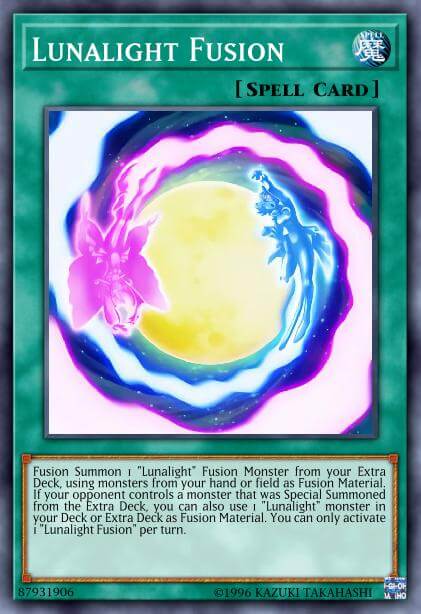 Lunalight Fusion
SPELL
魔
[Spell Card]
Fusion Summon 1 "Lunalight" Fusion Monster from your Extra
Deck, using monsters from your hand or field as Fusion Material.
If your opponent controls a monster that was Special Summoned
from the Extra Deck, you can also use 1 "Lunalight" monster in
your Deck or Extra Deck as Fusion Material. You can only activate
1 "Lunalight Fusion" per turn.
87931906
©1996 KAZUKI TAKAHASHI